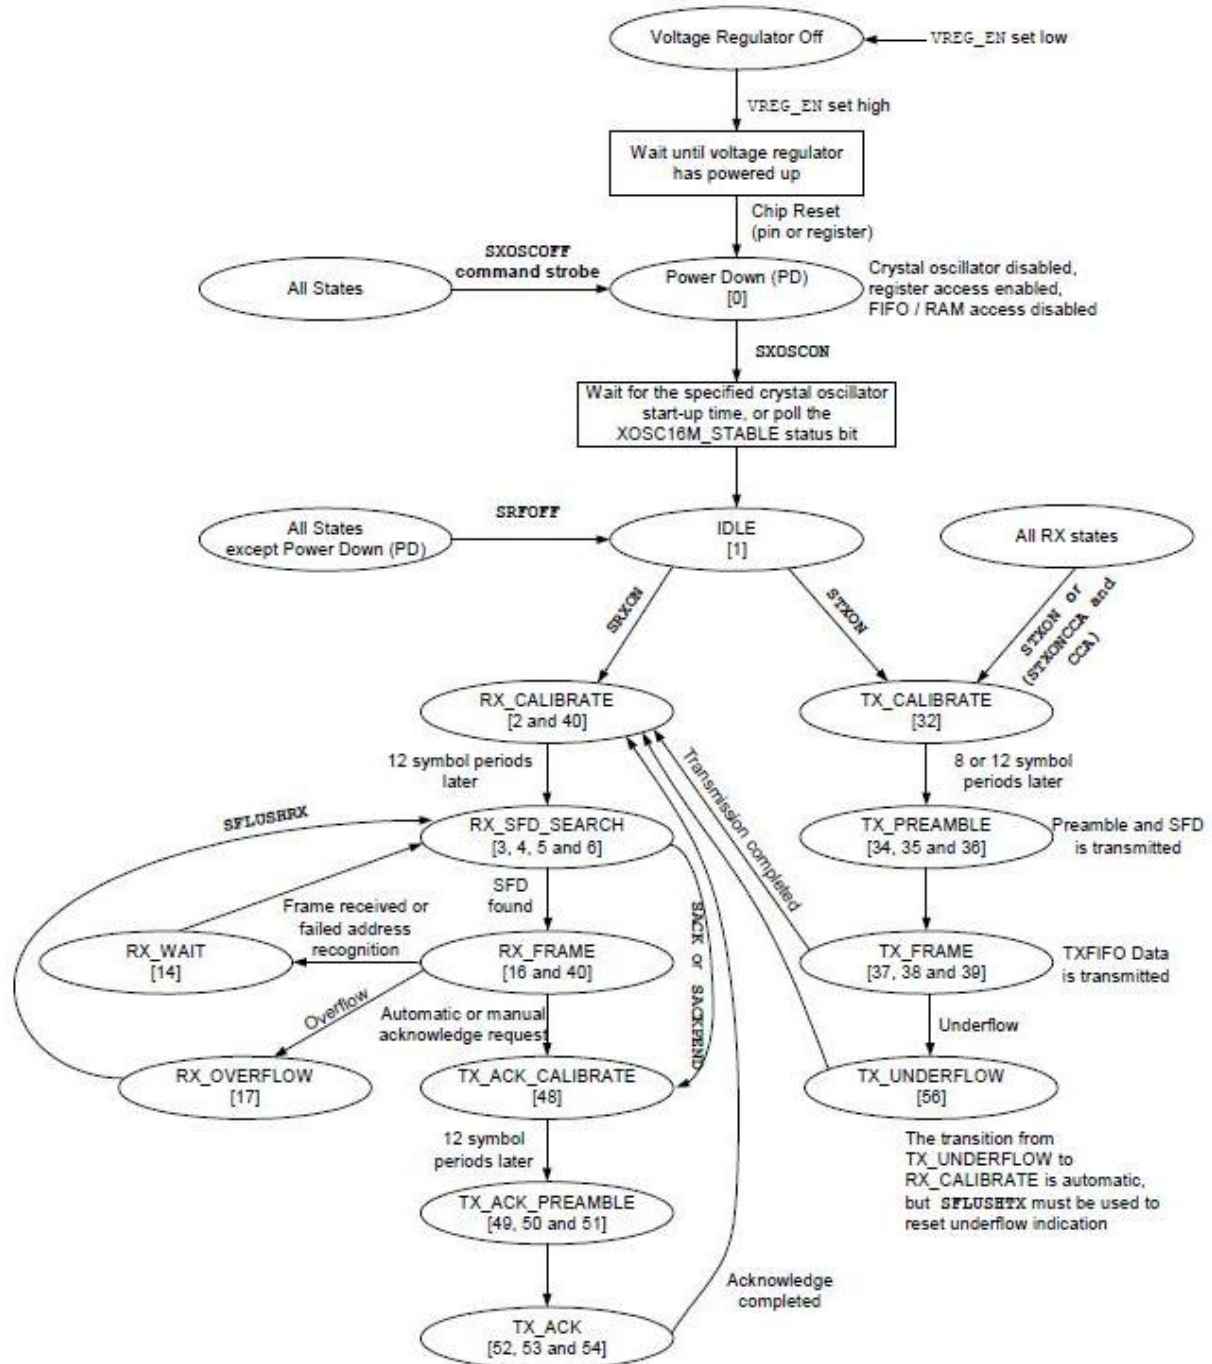 Voltage Regulator Off
VREG_EN set low
VREG_EN set high
Wait until voltage regulator
has powered up
Chip Reset
(pin or register)
SXOSCOFF
command strobe
All States
Power Down (PD)
[0]
Crystal oscillator disabled,
register access enabled,
FIFO / RAM access disabled
SXOSCON
Wait for the specified crystal oscillator
start-up time, or poll the
XOSC16M_STABLE status bit
All States
except Power Down (PD)
SRFOFF
IDLE
[1]
All RX states
SRXON
STXON
STXON or
(STXONCCA and
CCA)
RX_CALIBRATE
[2 and 40]
TX_CALIBRATE
[32]
12 symbol periods
later
8 or 12 symbol
periods later
Transmission completed
SFLUSHRX
RX_SFD_SEARCH
[3, 4, 5 and 6]
TX_PREAMBLE
[34, 35 and 36]
Preamble and SFD
is transmitted
SFD
found
Frame received or
failed address
recognition
SACK or SACKPEND
RX_WAIT
[14]
RX_FRAME
[16 and 40]
TX_FRAME
[37, 38 and 39]
TXFIFO Data
is transmitted
Overflow
Automatic or manual
acknowledge request
Underflow
RX_OVERFLOW
[17]
TX_ACK_CALIBRATE
[48]
TX_UNDERFLOW
[56]
12 symbol
periods later
The transition from
TX_UNDERFLOW to
RX_CALIBRATE is automatic,
but SFLUSHTX must be used to
reset underflow indication
TX_ACK_PREAMBLE
[49, 50 and 51]
Acknowledge
completed
TX_ACK
[52, 53 and 54]